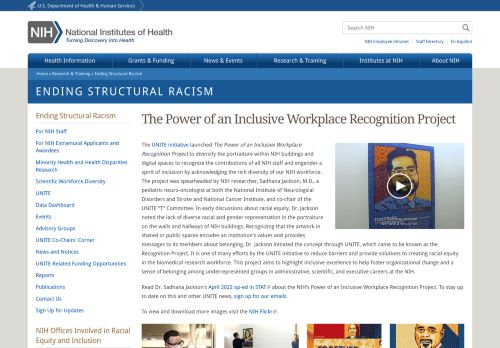 U.S. Department of Health & Human Services
NIH National Institutes of Health
Turning Discovery Into Health
Search NIH
NIH Employee Intranet Staff Directory En Español
Health Information Grants & Funding News & Events Research & Training Institutes at NIH About NIH
Home » Research & Training » Ending Structural Racism
ENDING STRUCTURAL RACISM
Ending Structural Racism
For NIH Staff
For NIH Extramural Applicants and
Awardees
Minority Health and Health Disparities
Research
Scientific Workforce Diversity
UNITE
Data Dashboard
Events
Advisory Groups
UNITE Co-Chairs' Corner
News and Notices
UNITE-Related Funding Opportunities
Reports
Publications
Contact Us
Sign Up for Updates
NIH Offices Involved in Racial
Equity and Inclusion
The Power of an Inclusive Workplace Recognition Project
The UNITE initiative launched The Power of an Inclusive Workplace
Recognition Project to diversify the portraiture within NIH buildings and
digital spaces to recognize the contributions of all NIH staff and engender a
spirit of inclusion by acknowledging the rich diversity of our NIH workforce.
The project was spearheaded by NIH researcher, Sadhana Jackson, M.D., a
pediatric neuro-oncologist at both the National Institute of Neurological
Disorders and Stroke and National Cancer Institute, and co-chair of the
UNITE "T" Committee. In early discussions about racial equity, Dr. Jackson
noted the lack of diverse racial and gender representation in the portraiture
on the walls and hallways of NIH buildings. Recognizing that the artwork in
shared or public spaces encodes an institution's values and provides
messages to its members about belonging, Dr. Jackson initiated the concept through UNITE, which came to be known as the
Recognition Project. It is one of many efforts by the UNITE initiative to reduce barriers and provide solutions to creating racial equity
in the biomedical research workforce. This project aims to highlight inclusive excellence to help foster organizational change and a
sense of belonging among underrepresented groups in administrative, scientific, and executive careers at the NIH.
Read Dr. Sadhana Jackson's April 2022 op-ed in STAT about the NIH's Power of an Inclusive Workplace Recognition Project. To stay up
to date on this and other UNITE news, sign up for our emails.
To view and download more images visit the NIH Flickr.
TOGETHER